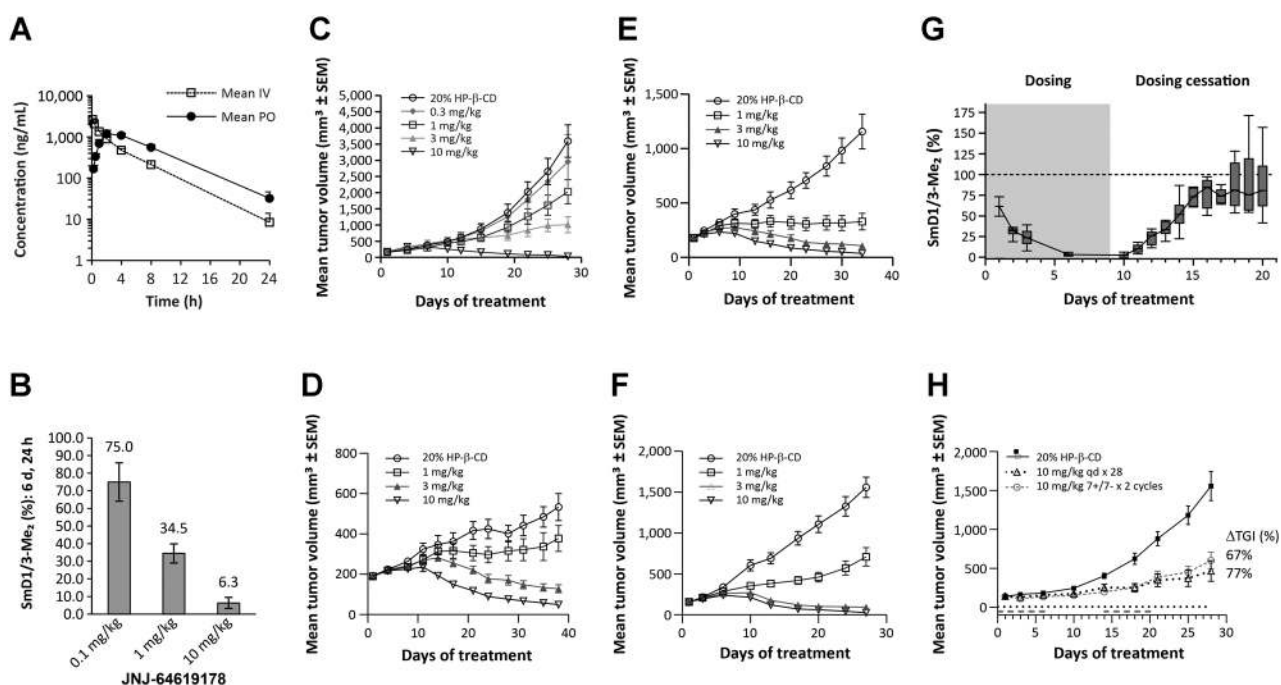 A
Concentration (ng/mL)
10,000
1,000
100
10
1
0 4 8 12 16 20 24
Time (h)
Mean IV
Mean PO
B
SmD1/3-Me₂ (%): 6 d, 24 h
100.0
90.0
80.0
70.0
60.0
50.0
40.0
30.0
20.0
10.0
0.0
75.0
34.5
6.3
0.1 mg/kg
1 mg/kg
10 mg/kg
JNJ-64619178
C
Mean tumor volume (mm³ ± SEM)
5,000
4,500
4,000
3,500
3,000
2,500
2,000
1,500
1,000
500
0
20% HP-β-CD
0.3 mg/kg
1 mg/kg
3 mg/kg
10 mg/kg
0 10 20 30
Days of treatment
D
Mean tumor volume (mm³ ± SEM)
800
600
400
200
0
20% HP-β-CD
1 mg/kg
3 mg/kg
10 mg/kg
0 10 20 30 40
Days of treatment
E
Mean tumor volume (mm³ ± SEM)
1,500
1,000
500
0
20% HP-β-CD
1 mg/kg
3 mg/kg
10 mg/kg
0 10 20 30 40
Days of treatment
F
Mean tumor volume (mm³ ± SEM)
2,000
1,500
1,000
500
0
20% HP-β-CD
1 mg/kg
3 mg/kg
10 mg/kg
0 10 20 30
Days of treatment
G
Dosing
Dosing cessation
SmD1/3-Me₂ (%)
175
150
125
100
75
50
25
0
0 5 10 15 20
Days of treatment
H
Mean tumor volume (mm³ ± SEM)
2,000
1,500
1,000
500
0
20% HP-β-CD
10 mg/kg qd x 28
10 mg/kg 7+/7- x 2 cycles
ΔTGI (%)
67%
77%
0 5 10 15 20 25 30
Days of treatment